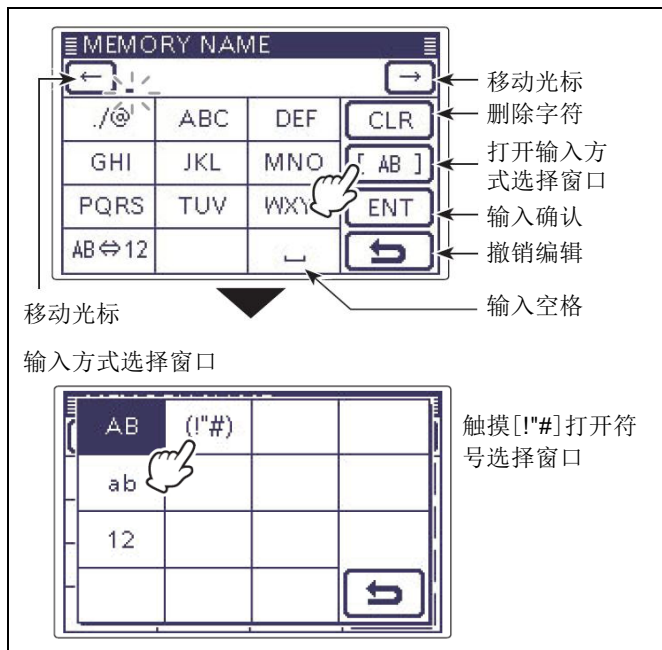 MEMORY NAME
← →
移动光标
./@ ABC DEF CLR
删除字符
GHI JKL MNO [ AB ]
打开输入方
式选择窗口
PQRS TUV WXY ENT
输入确认
AB⇔12 ␣
撤销编辑
移动光标
输入空格
输入方式选择窗口
AB (!"#)
触摸[!"#]打开符
号选择窗口
ab
12